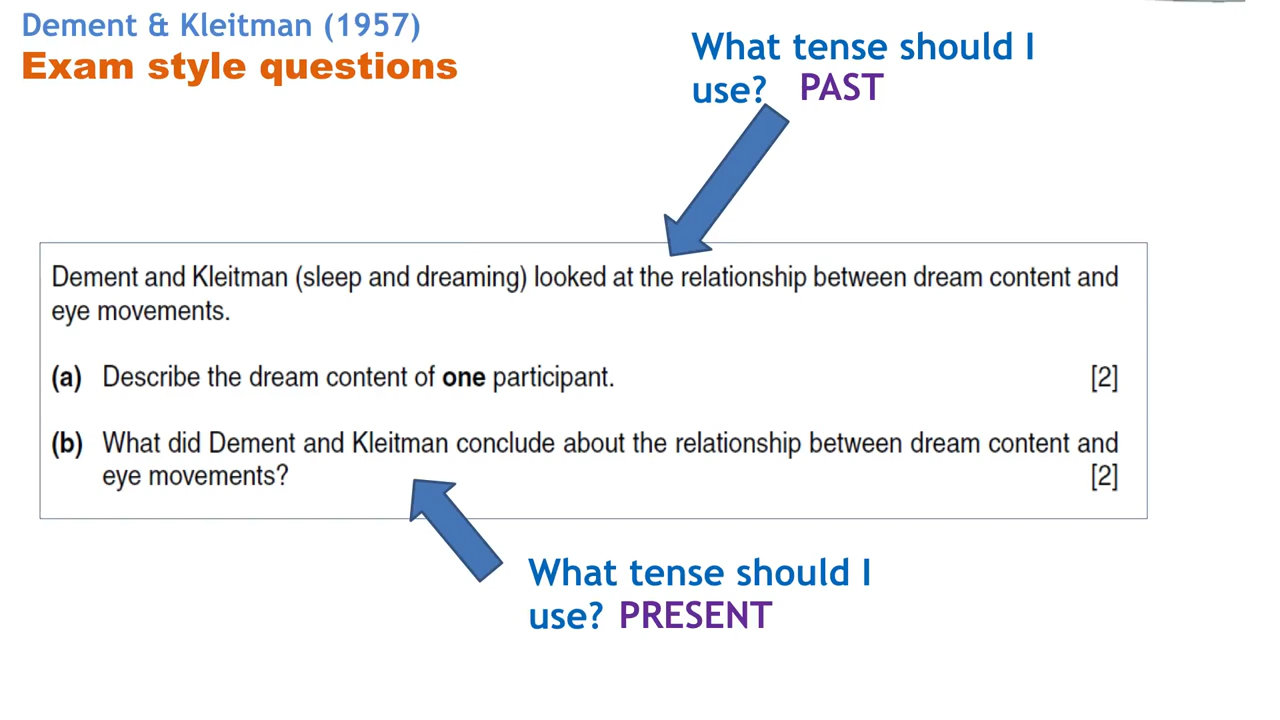 Dement & Kleitman (1957)
Exam style questions
What tense should I
use? PAST
Dement and Kleitman (sleep and dreaming) looked at the relationship between dream content and
eye movements.
(a) Describe the dream content of one participant. [2]
(b) What did Dement and Kleitman conclude about the relationship between dream content and
eye movements? [2]
What tense should I
use? PRESENT